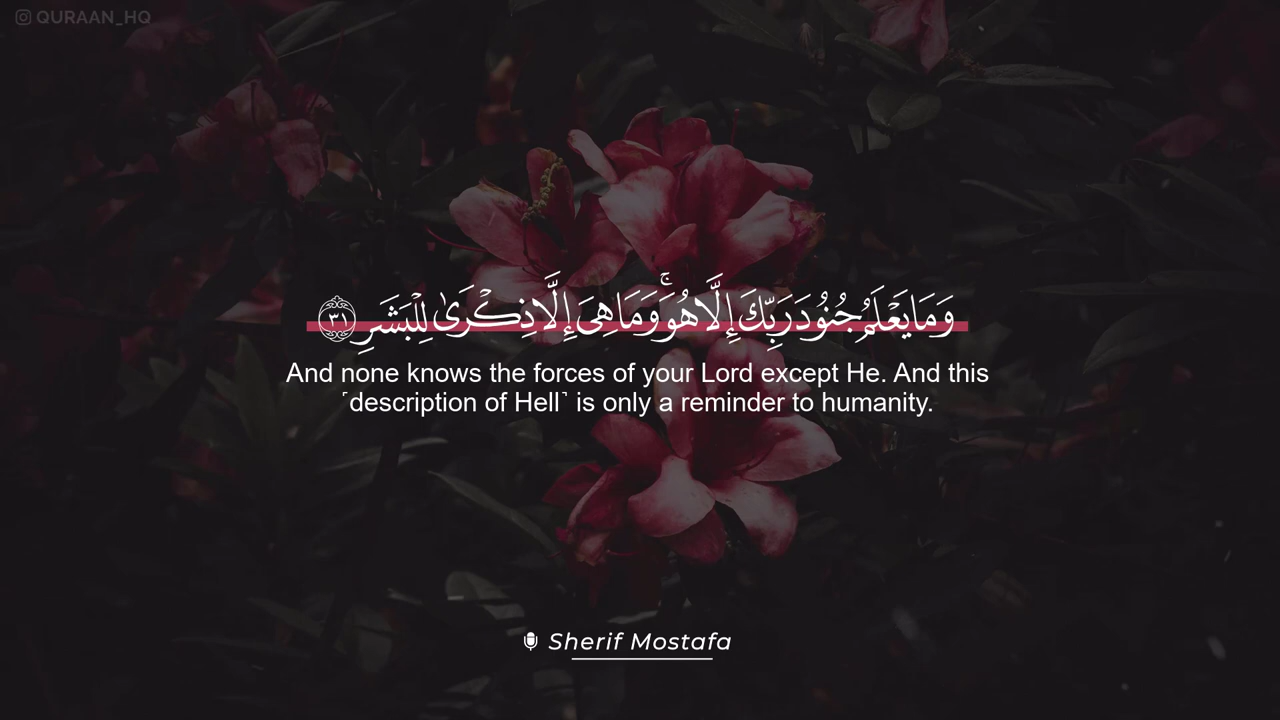 QURAAN_HQ
وَمَا يَعْلَمُ جُنُودَ رَبِّكَ إِلَّا هُوَ ۚ وَمَا هِىَ إِلَّا ذِكْرَىٰ لِلْبَشَرِ ٣١
And none knows the forces of your Lord except He. And this
˹description of Hell˺ is only a reminder to humanity.
Sherif Mostafa